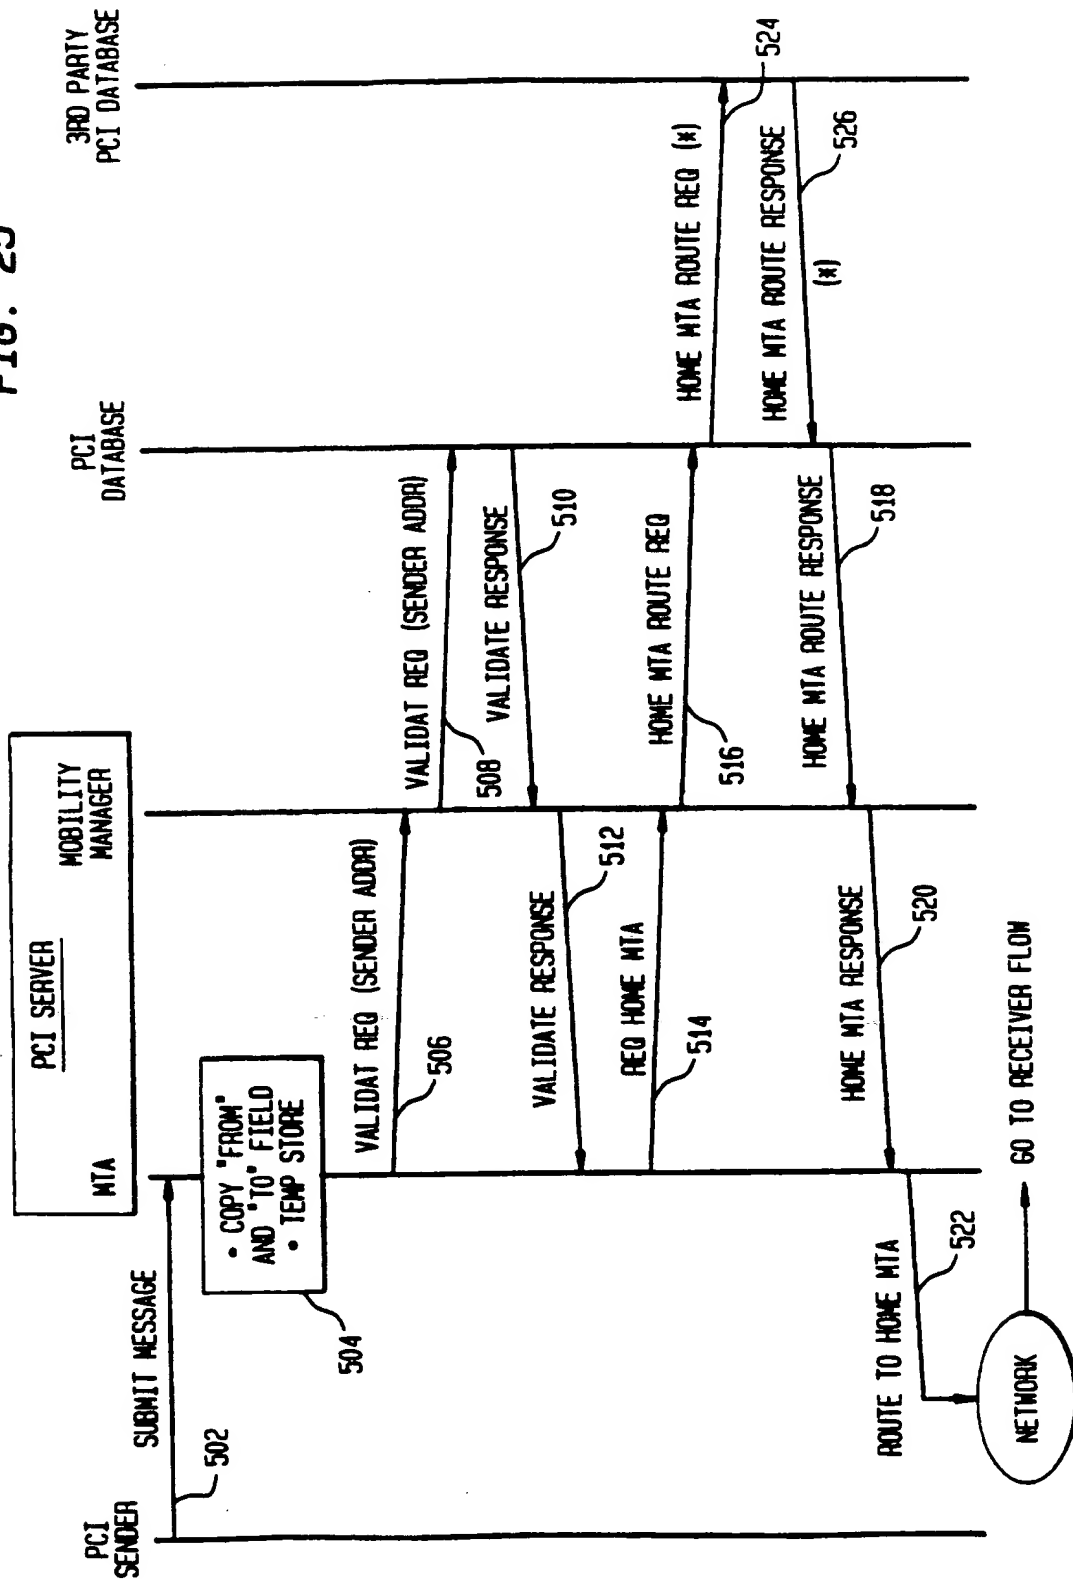 FIG. 25
PCI
SENDER
PCI SERVER
MTA
MOBILITY
MANAGER
PCI
DATABASE
3RD PARTY
PCI DATABASE
SUBMIT MESSAGE
502
• COPY "FROM"
AND "TO" FIELD
• TEMP STORE
504
VALIDAT REQ (SENDER ADDR)
506
VALIDAT REQ (SENDER ADDR)
508
VALIDATE RESPONSE
510
VALIDATE RESPONSE
512
REQ HOME MTA
514
HOME MTA ROUTE REQ
516
HOME MTA ROUTE REQ (*)
524
HOME MTA ROUTE RESPONSE
(*)
526
HOME MTA ROUTE RESPONSE
518
HOME MTA RESPONSE
520
ROUTE TO HOME MTA
522
NETWORK
GO TO RECEIVER FLOW